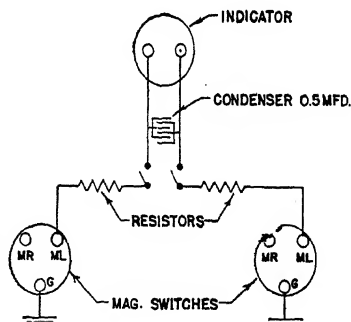 INDICATOR
CONDENSER 0.5 MFD.
RESISTORS
MR ML
MR ML
G
G
MAG. SWITCHES